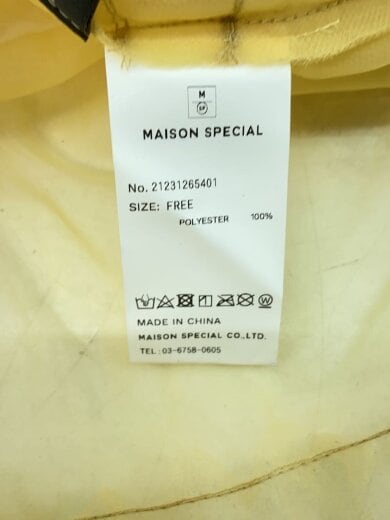 M
SP
MAISON SPECIAL
No. 21231265401
SIZE: FREE
POLYESTER 100%
MADE IN CHINA
MAISON SPECIAL CO.,LTD.
TEL:03-6758-0605